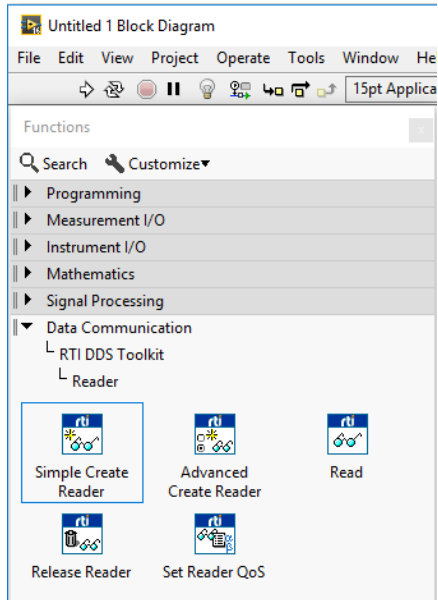 Untitled 1 Block Diagram
File Edit View Project Operate Tools Window He
15pt Applica
Functions
x
Search Customize▾
Programming
Measurement I/O
Instrument I/O
Mathematics
Signal Processing
Data Communication
RTI DDS Toolkit
Reader
rti rti rti
Simple Create Reader
Advanced Create Reader
Read
rti rti
α
β
Release Reader Set Reader QoS